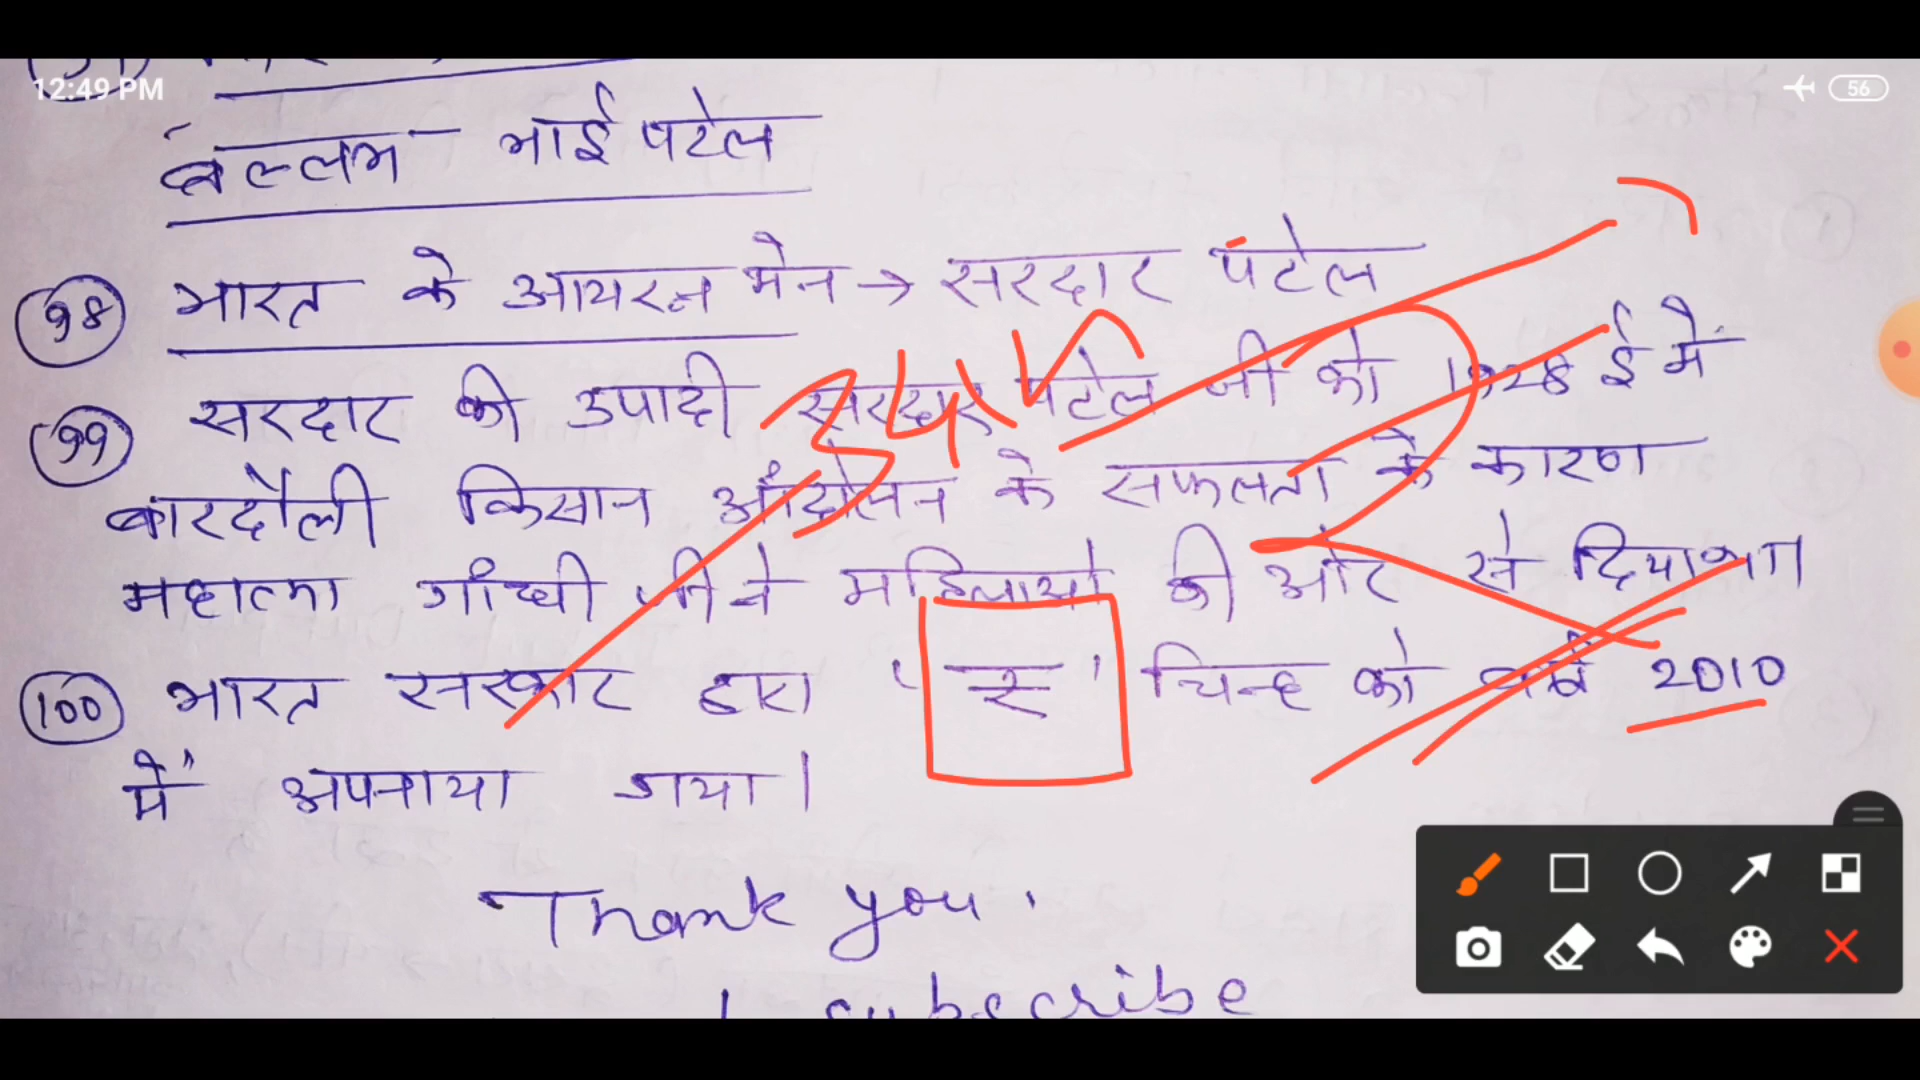 12:49 PM
56
बल्लभ भाई पटेल
(98) भारत के आयरन मेन → सरदार पटेल
(99) सरदार की उपादी सरदार पटेल जी को 1928 ई में
बारदौली किसान आंदोलन के सफलता के कारण
महात्मा गाँधी जी ने महिलाओ की ओर से दिया था।
(100) भारत सरकार द्वारा '₹' चिन्ह को वर्ष 2010
में अपनाया गया।
Thank you.
subscribe